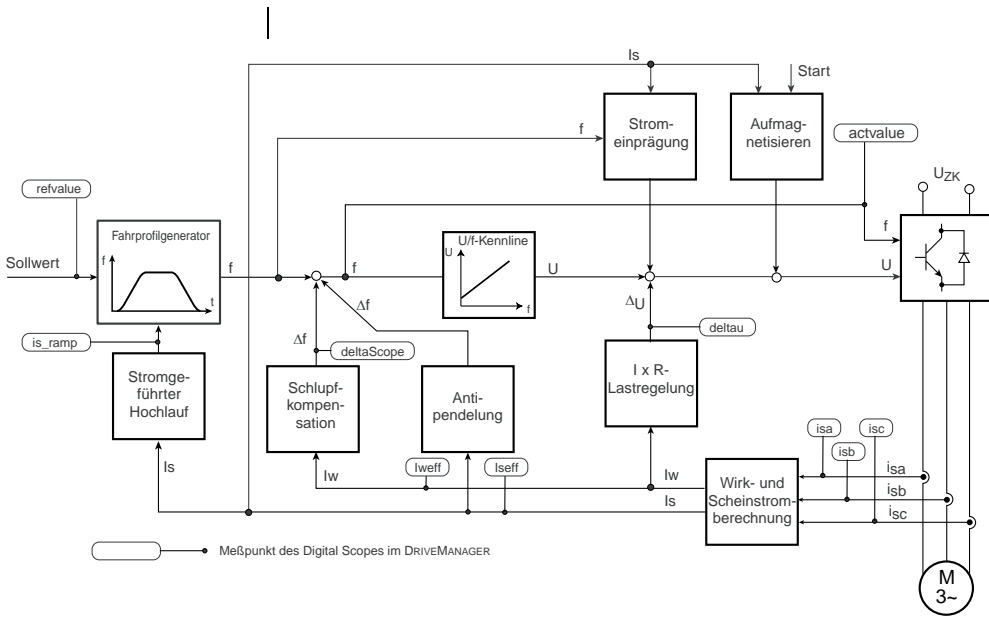 Is
Start
f
Strom-
einprägung
Aufmag-
netisieren
actvalue
UZK
refvalue
Fahrprofilgenerator
f
t
Sollwert
f
f
U/f-Kennline
U
f
U
f
U
Δf
ΔU
deltau
is_ramp
Δf
deltaScope
Stromge-
führter
Hochlauf
Schlupf-
kompen-
sation
Anti-
pendelung
I x R-
Lastregelung
isa
isb
isc
Is
Iw
Iweff
Iseff
Iw
Is
Wirk- und
Scheinstrom-
berechnung
isa
isb
isc
Meßpunkt des Digital Scopes im DRIVEMANAGER
M
3~